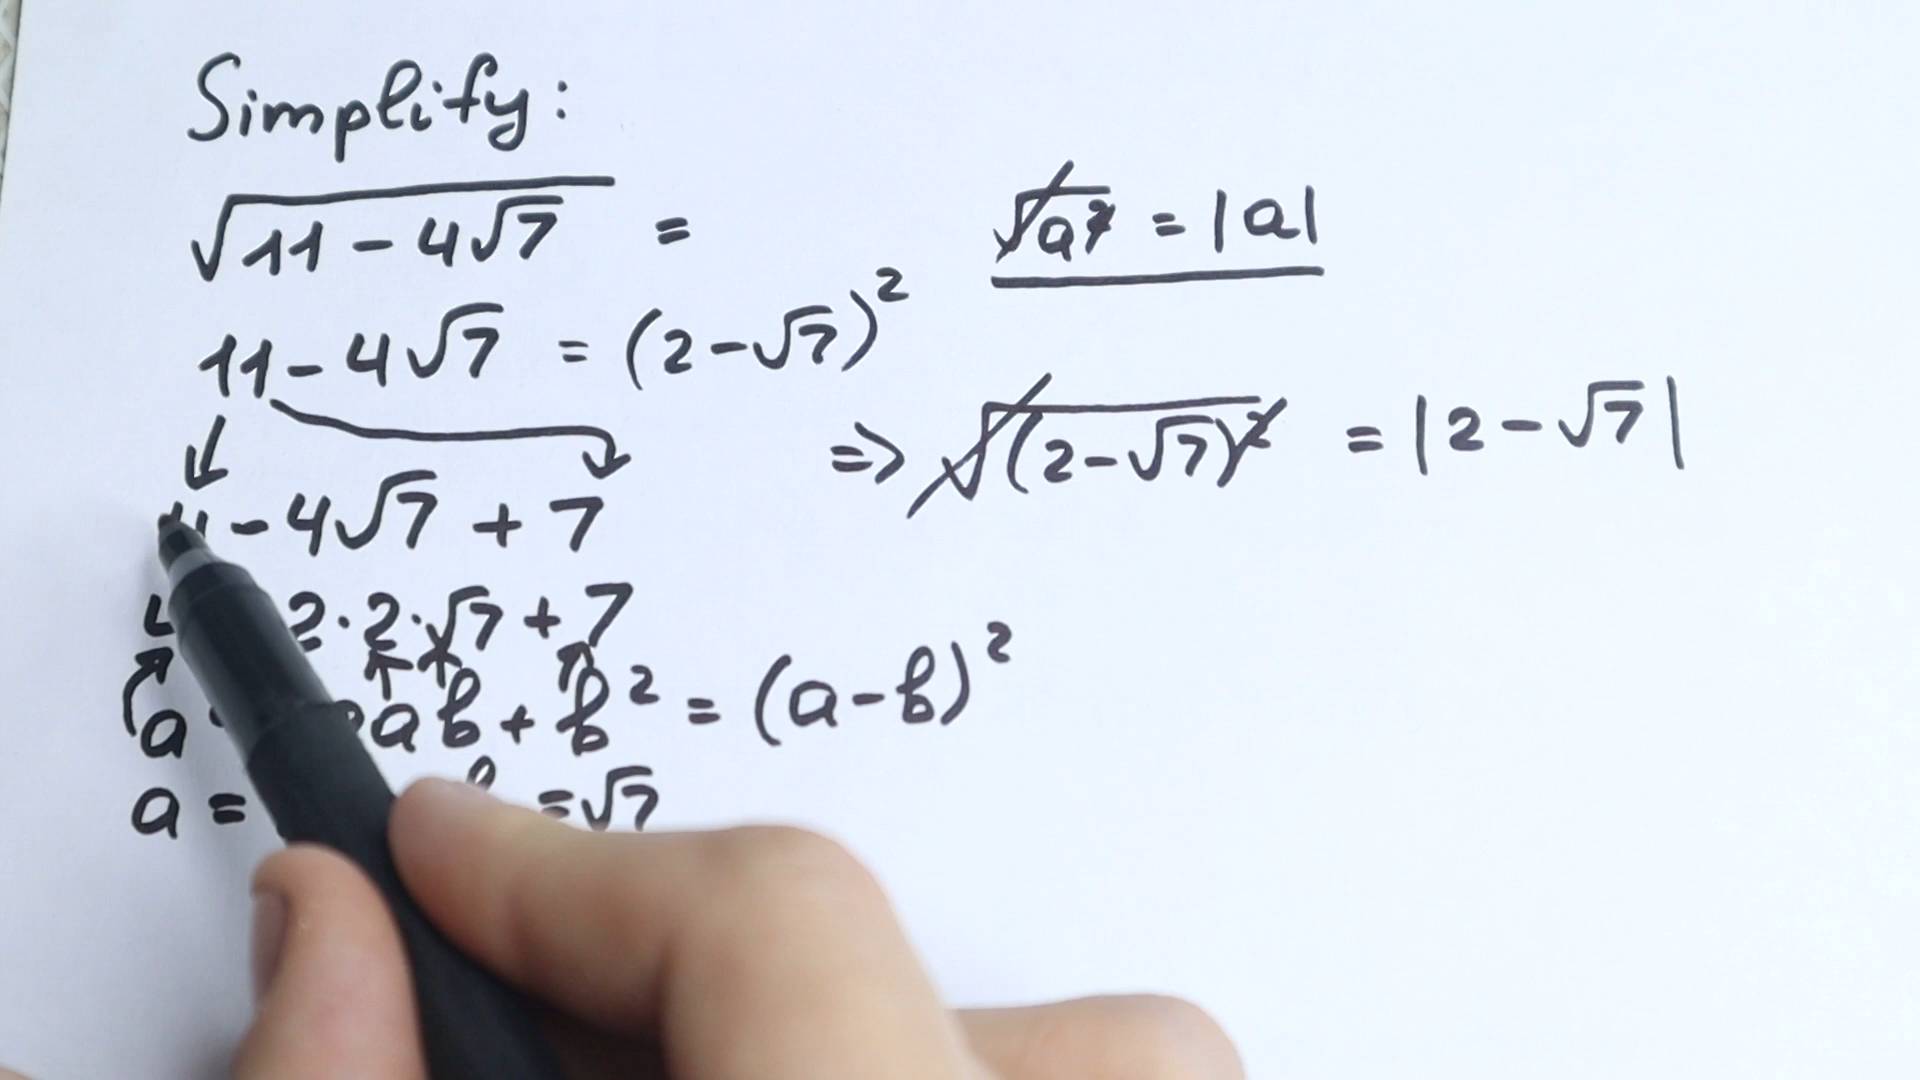 Simplify:
√(11 - 4√7) =
√a² = |a|
11 - 4√7 = (2 - √7)²
=> √(2 - √7)² = |2 - √7|
4 - 4√7 + 7
2 · 2 · √7 + 7
a ab + b² = (a - b)²
a = = √7